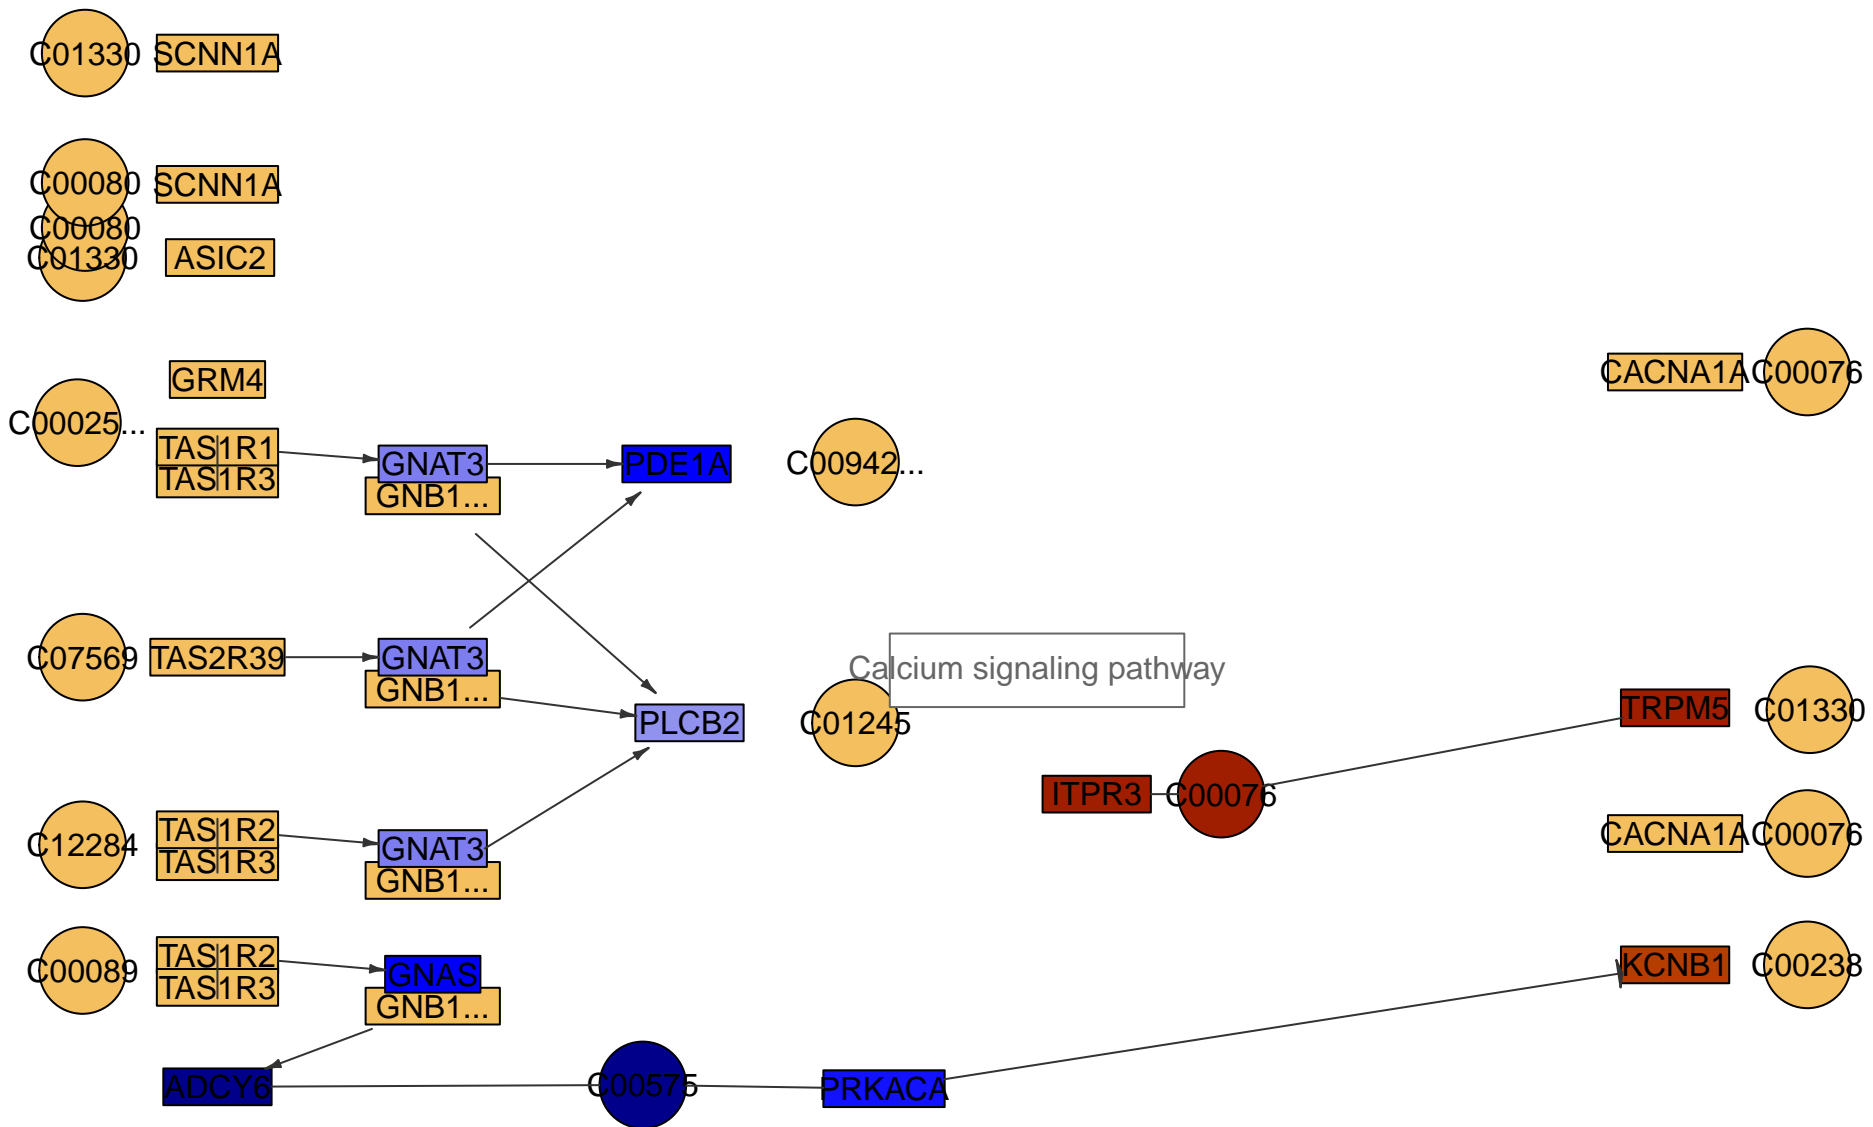 C01330 SCNN1A
C00080 SCNN1A
C00080
C01330 ASIC2
GRM4
CACNA1A C00076
C00025...
TAS1R1
GNAT3 PDE1A C00942...
TAS1R3
GNB1...
C07569 TAS2R39 GNAT3
Calcium signaling pathway
GNB1...
PLCB2 C01245
TRPM5 C01330
ITPR3 C00076
TAS1R2
CACNA1A C00076
C12284 GNAT3
TAS1R3
GNB1...
TAS1R2
KCNB1 C00238
C00089 GNAS
TAS1R3
GNB1...
ADCY6 C00575 PRKACA